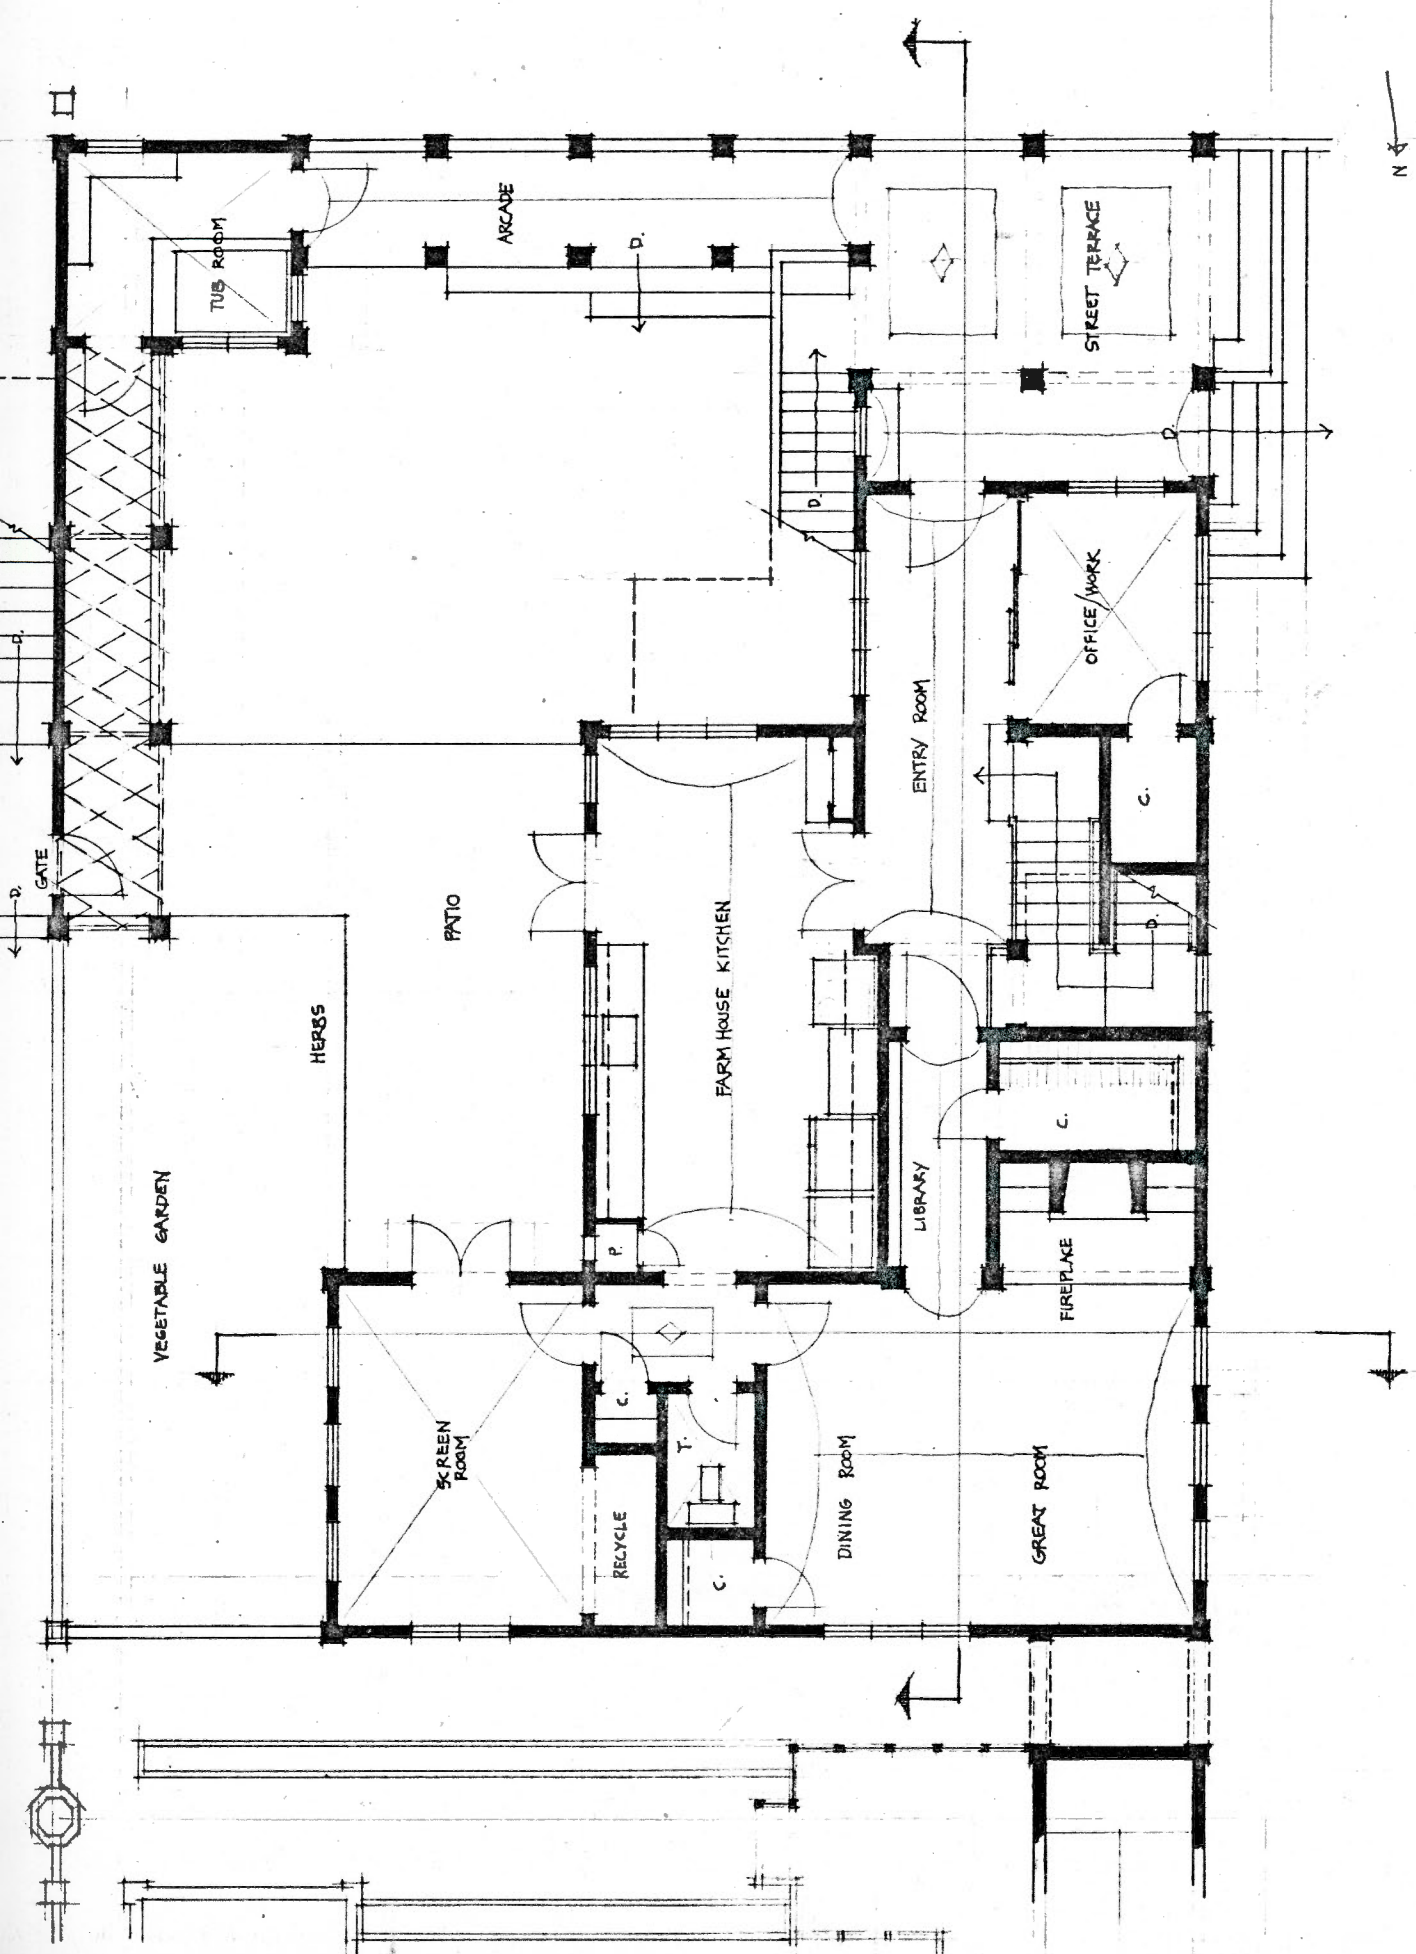 N
TUB ROOM
ARCADE
D.
STREET TERRACE
D.
D.
OFFICE/WORK
ENTRY ROOM
C.
D.
D.
GATE
D.
PATIO
FARM HOUSE KITCHEN
HERBS
C.
LIBRARY
VEGETABLE GARDEN
P.
FIREPLACE
SCREEN
ROOM
C.
T.
RECYCLE
C.
DINING ROOM
GREAT ROOM